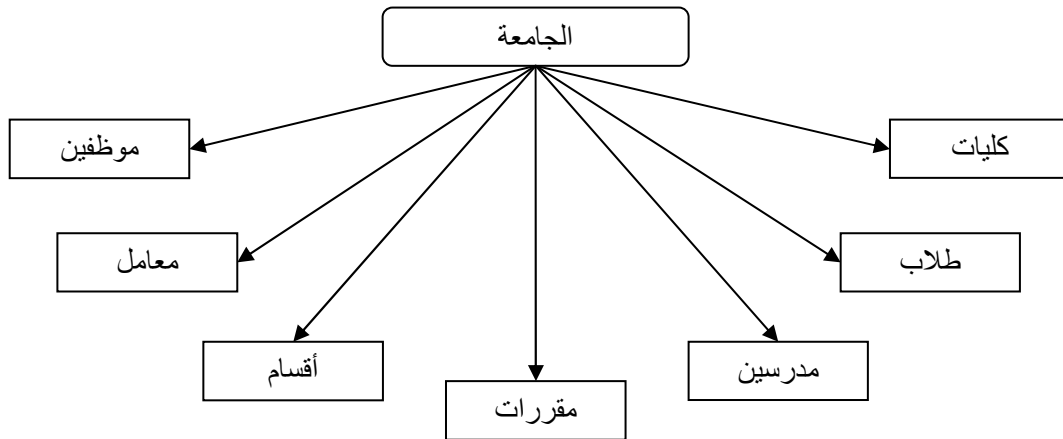 الجامعة
كليات
موظفين
طلاب
معامل
مدرسين
أقسام
مقررات